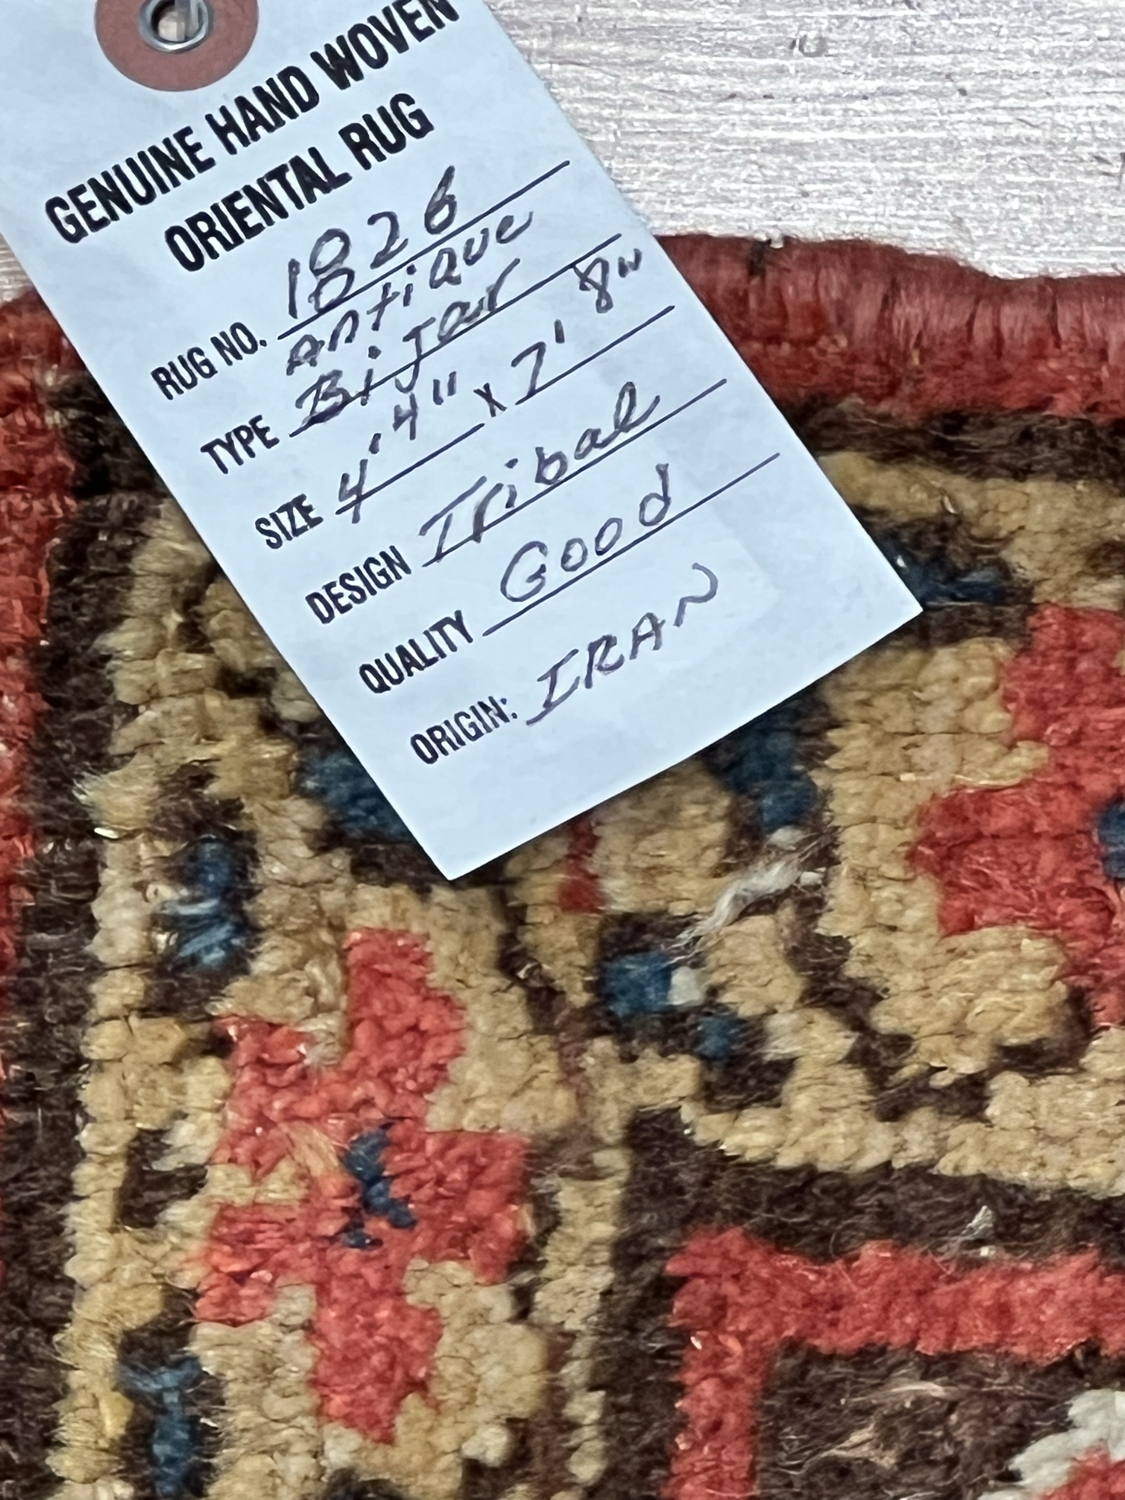 GENUINE HAND WOVEN
ORIENTAL RUG
RUG NO. 1826
Antique
TYPE Bijar
SIZE 4'4" x 7'8"
DESIGN Tribal
QUALITY Good
ORIGIN: IRAN